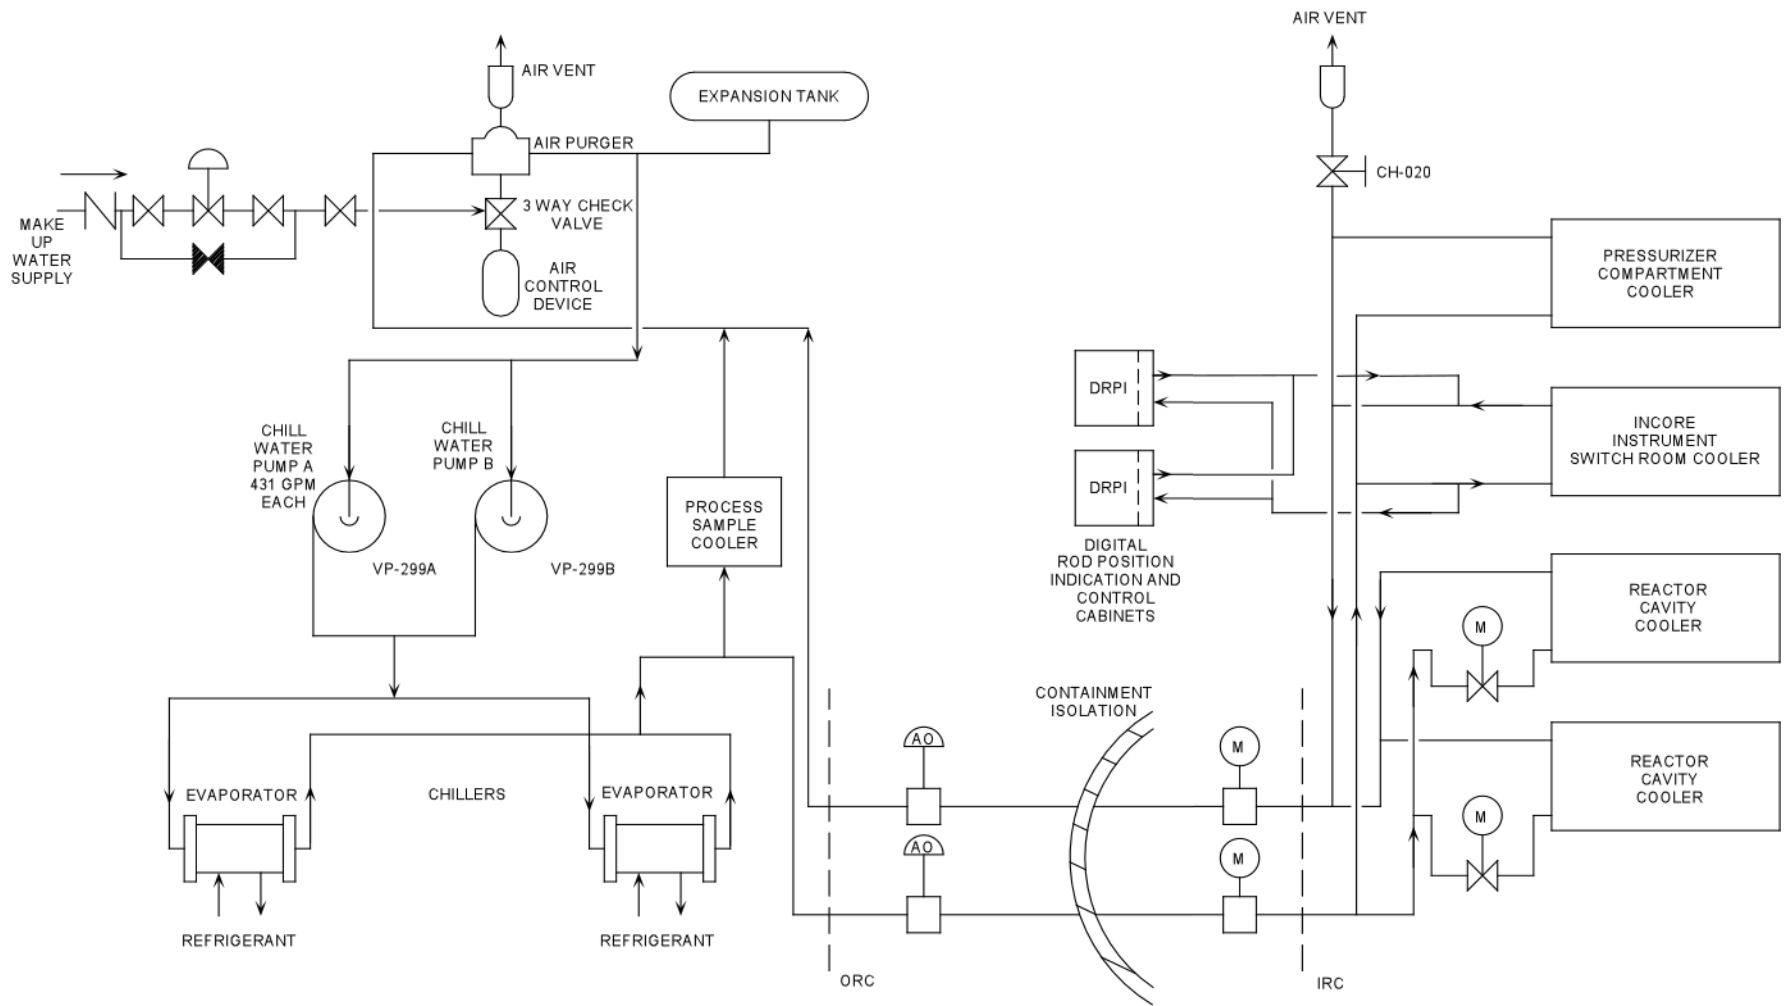 AIR VENT
AIR VENT
EXPANSION TANK
AIR PURGER
CH-020
MAKE
UP
WATER
SUPPLY
3 WAY CHECK
VALVE
AIR
CONTROL
DEVICE
PRESSURIZER
COMPARTMENT
COOLER
DRPI
INCORE
INSTRUMENT
SWITCH ROOM COOLER
CHILL
WATER
PUMP A
431 GPM
EACH
CHILL
WATER
PUMP B
DRPI
PROCESS
SAMPLE
COOLER
DIGITAL
ROD POSITION
INDICATION AND
CONTROL
CABINETS
VP-299A
VP-299B
REACTOR
CAVITY
COOLER
M
CONTAINMENT
ISOLATION
AO
M
REACTOR
CAVITY
COOLER
M
EVAPORATOR
CHILLERS
EVAPORATOR
AO
M
REFRIGERANT
REFRIGERANT
ORC
IRC